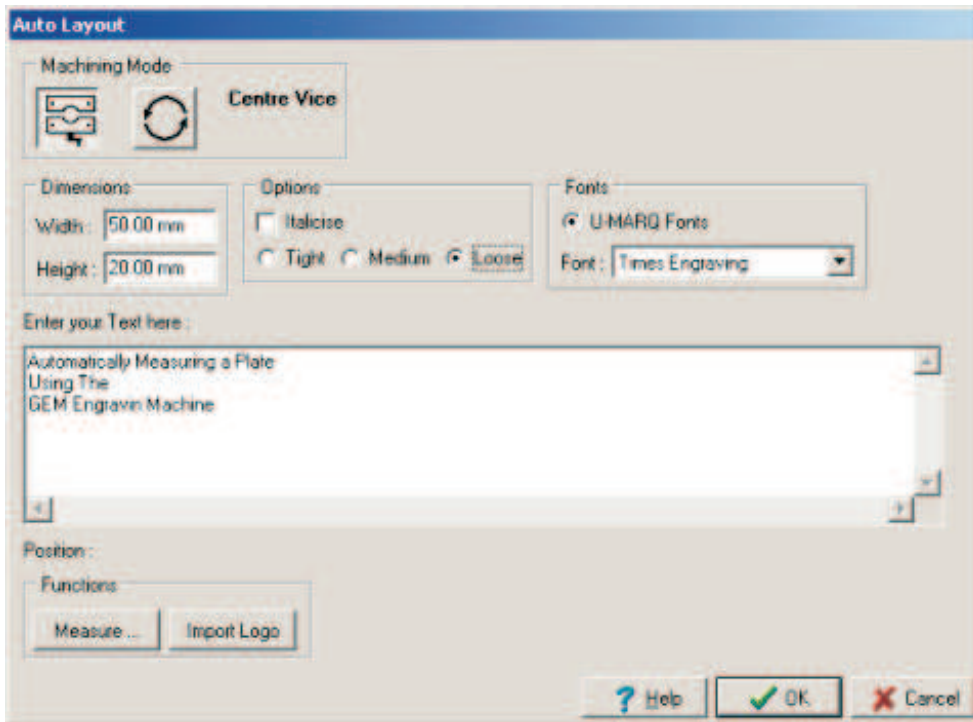 Auto Layout
Machining Mode
Centre Vice
Dimensions
Width : 50.00 mm
Height : 20.00 mm
Options
Italicise
Tight Medium Loose
Fonts
U-MARQ Fonts
Font : Times Engraving
Enter your Text here :
Automatically Measuring a Plate
Using The
GEM Engravin Machine
Position :
Functions
Measure ... Import Logo
? Help OK Cancel